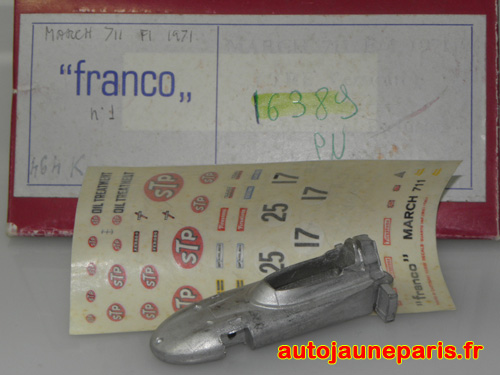 MARCH 711 F1 1971
"franco"
n°1
16389
PU
464 K
OIL TREATMENT
OIL TREATMENT
STP
STP
STP
STP
STP
25
17
17
25
17
MARCH 711
"franco"
autojauneparis.fr